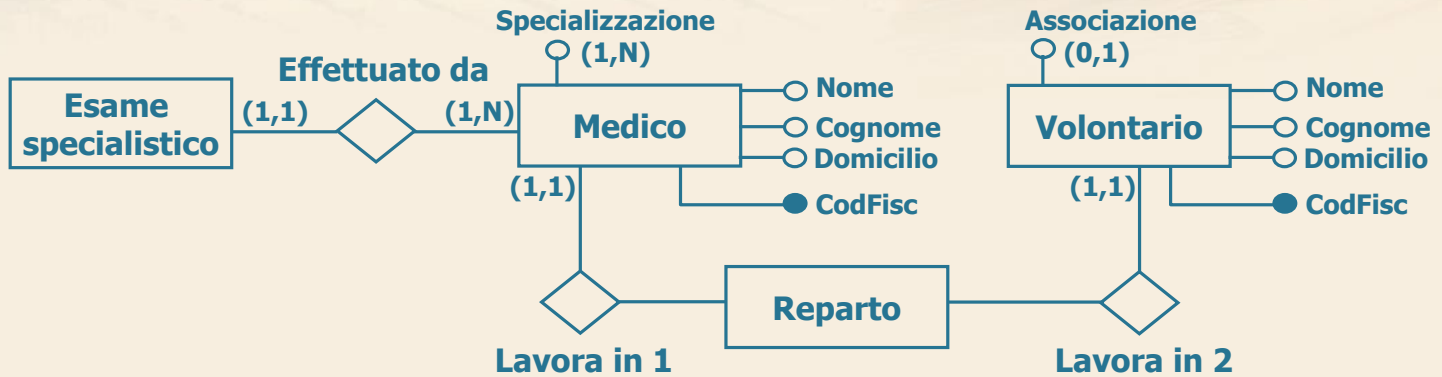 Specializzazione
(1,N)
Associazione
(0,1)
Effettuato da
Esame
specialistico
(1,1)
(1,N)
Medico
Nome
Cognome
Domicilio
CodFisc
(1,1)
Volontario
Nome
Cognome
Domicilio
CodFisc
(1,1)
Reparto
Lavora in 1
Lavora in 2